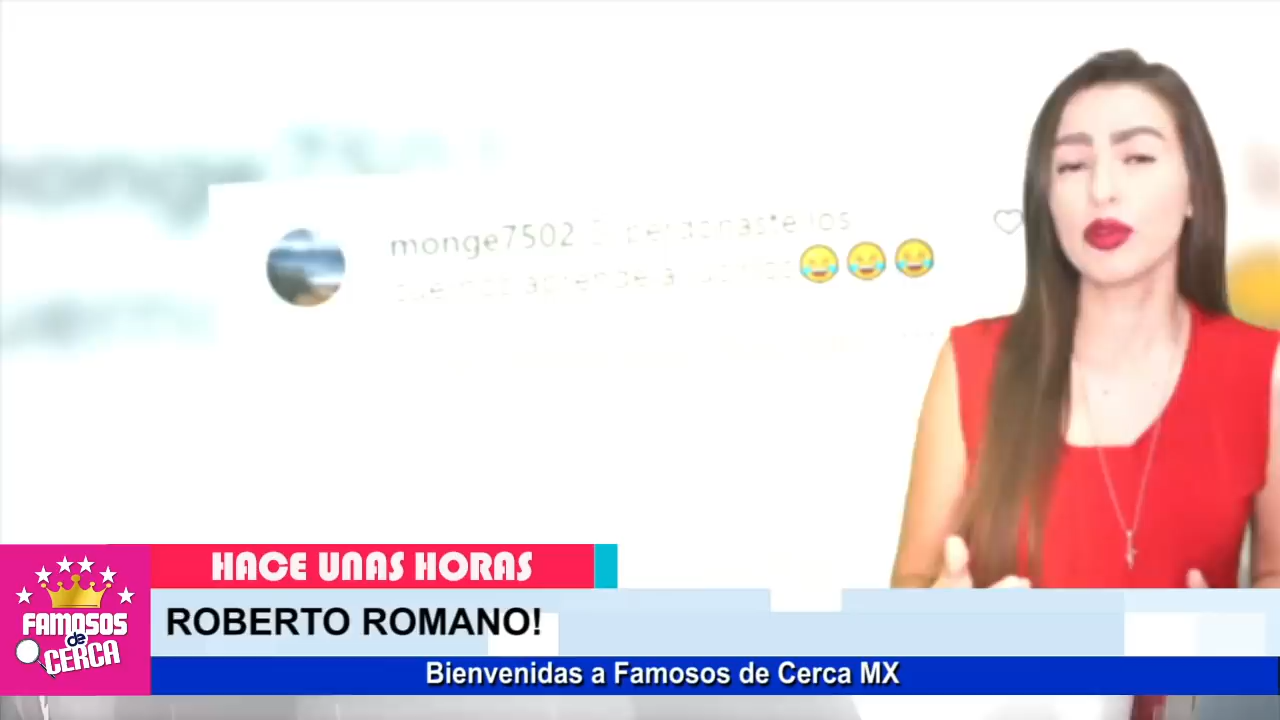 monge7502
HACE UNAS HORAS
ROBERTO ROMANO!
FAMOSOS
de
CERCA
Bienvenidas a Famosos de Cerca MX